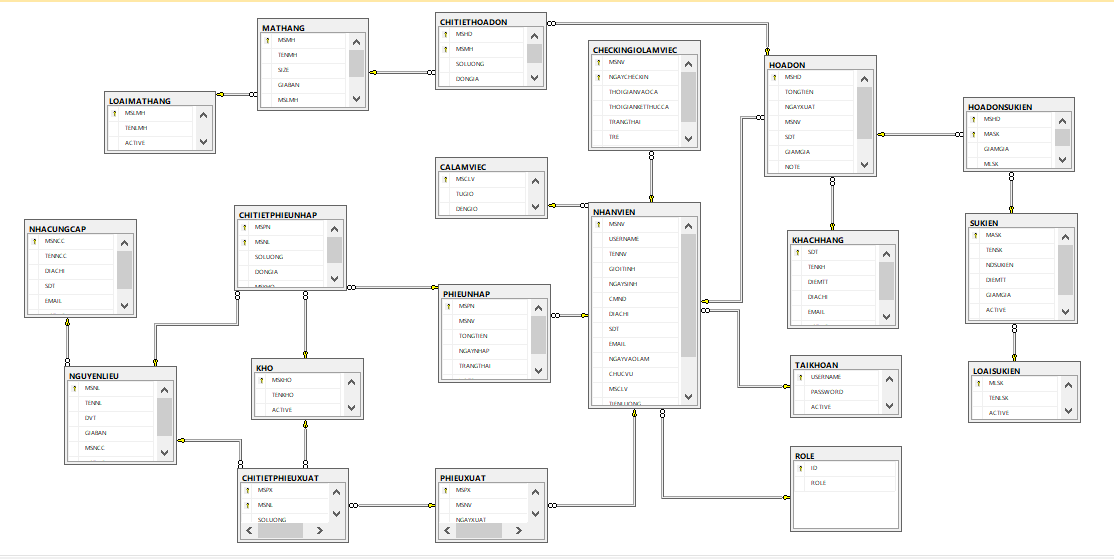 MATHANG
MSMH
TENMH
SIZE
GIABAN
MSLMH
CHITIETHOADON
MSHD
MSMH
SOLUONG
DONGIA
CHECKINGIOLAMVIEC
MSNV
NGAYCHECKIN
THOIGIANVAOCA
THOIGIANKETTHUCCA
TRANGTHAI
TRE
HOADON
MSHD
TONGTIEN
NGAYXUAT
MSNV
SDT
GIAMGIA
NOTE
LOAIMATHANG
MSLMH
TENLMH
ACTIVE
HOADONSUKIEN
MSHD
MASK
GIAMGIA
MLSK
CALAMVIEC
MSCLV
TUGIO
DENGIO
NHANVIEN
MSNV
USERNAME
TENNV
GIOITINH
NGAYSINH
CMND
DIACHI
SDT
EMAIL
NGAYVAOLAM
CHUCVU
MSCLV
TIENLUONG
CHITIETPHIEUNHAP
MSPN
MSNL
SOLUONG
DONGIA
MSKHO
NHACUNGCAP
MSNCC
TENNCC
DIACHI
SDT
EMAIL
SUKIEN
MASK
TENSK
NDSUKIEN
DIEMTT
GIAMGIA
ACTIVE
KHACHHANG
SDT
TENKH
DIEMTT
DIACHI
EMAIL
PHIEUNHAP
MSPN
MSNV
TONGTIEN
NGAYNHAP
TRANGTHAI
KHO
MSKHO
TENKHO
ACTIVE
TAIKHOAN
USERNAME
PASSWORD
ACTIVE
LOAISUKIEN
MLSK
TENLSK
ACTIVE
NGUYENLIEU
MSNL
TENNL
DVT
GIABAN
MSNCC
ROLE
ID
ROLE
CHITIETPHIEUXUAT
MSPX
MSNL
SOLUONG
PHIEUXUAT
MSPX
MSNV
NGAYXUAT